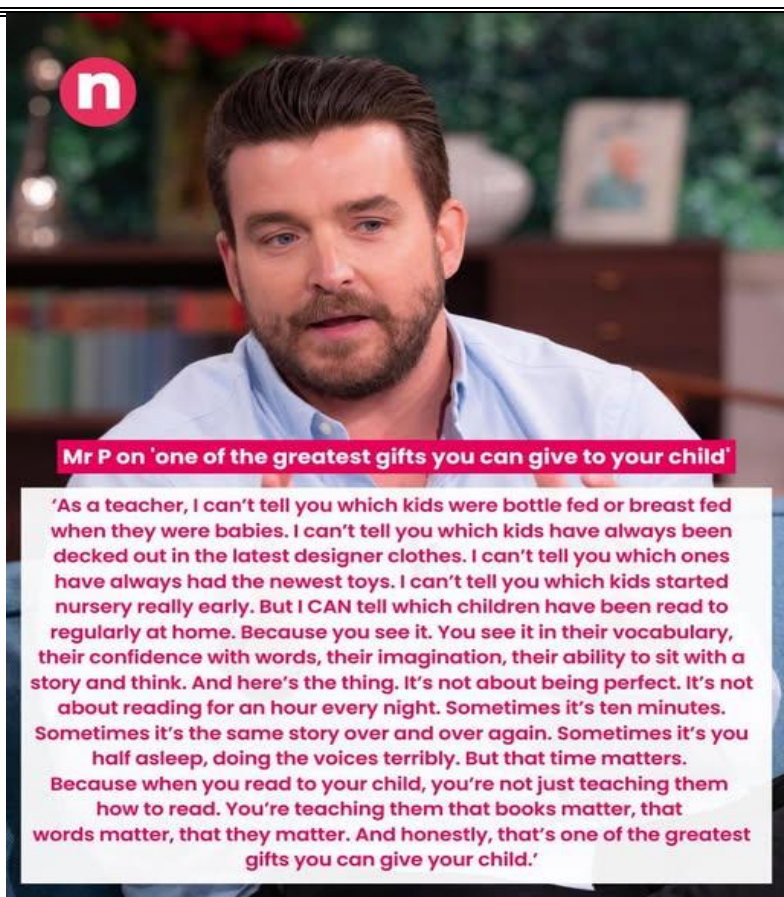 n
Mr P on 'one of the greatest gifts you can give to your child'
‘As a teacher, I can’t tell you which kids were bottle fed or breast fed
when they were babies. I can’t tell you which kids have always been
decked out in the latest designer clothes. I can’t tell you which ones
have always had the newest toys. I can’t tell you which kids started
nursery really early. But I CAN tell which children have been read to
regularly at home. Because you see it. You see it in their vocabulary,
their confidence with words, their imagination, their ability to sit with a
story and think. And here’s the thing. It’s not about being perfect. It’s not
about reading for an hour every night. Sometimes it’s ten minutes.
Sometimes it’s the same story over and over again. Sometimes it’s you
half asleep, doing the voices terribly. But that time matters.
Because when you read to your child, you’re not just teaching them
how to read. You’re teaching them that books matter, that
words matter, that they matter. And honestly, that’s one of the greatest
gifts you can give your child.’